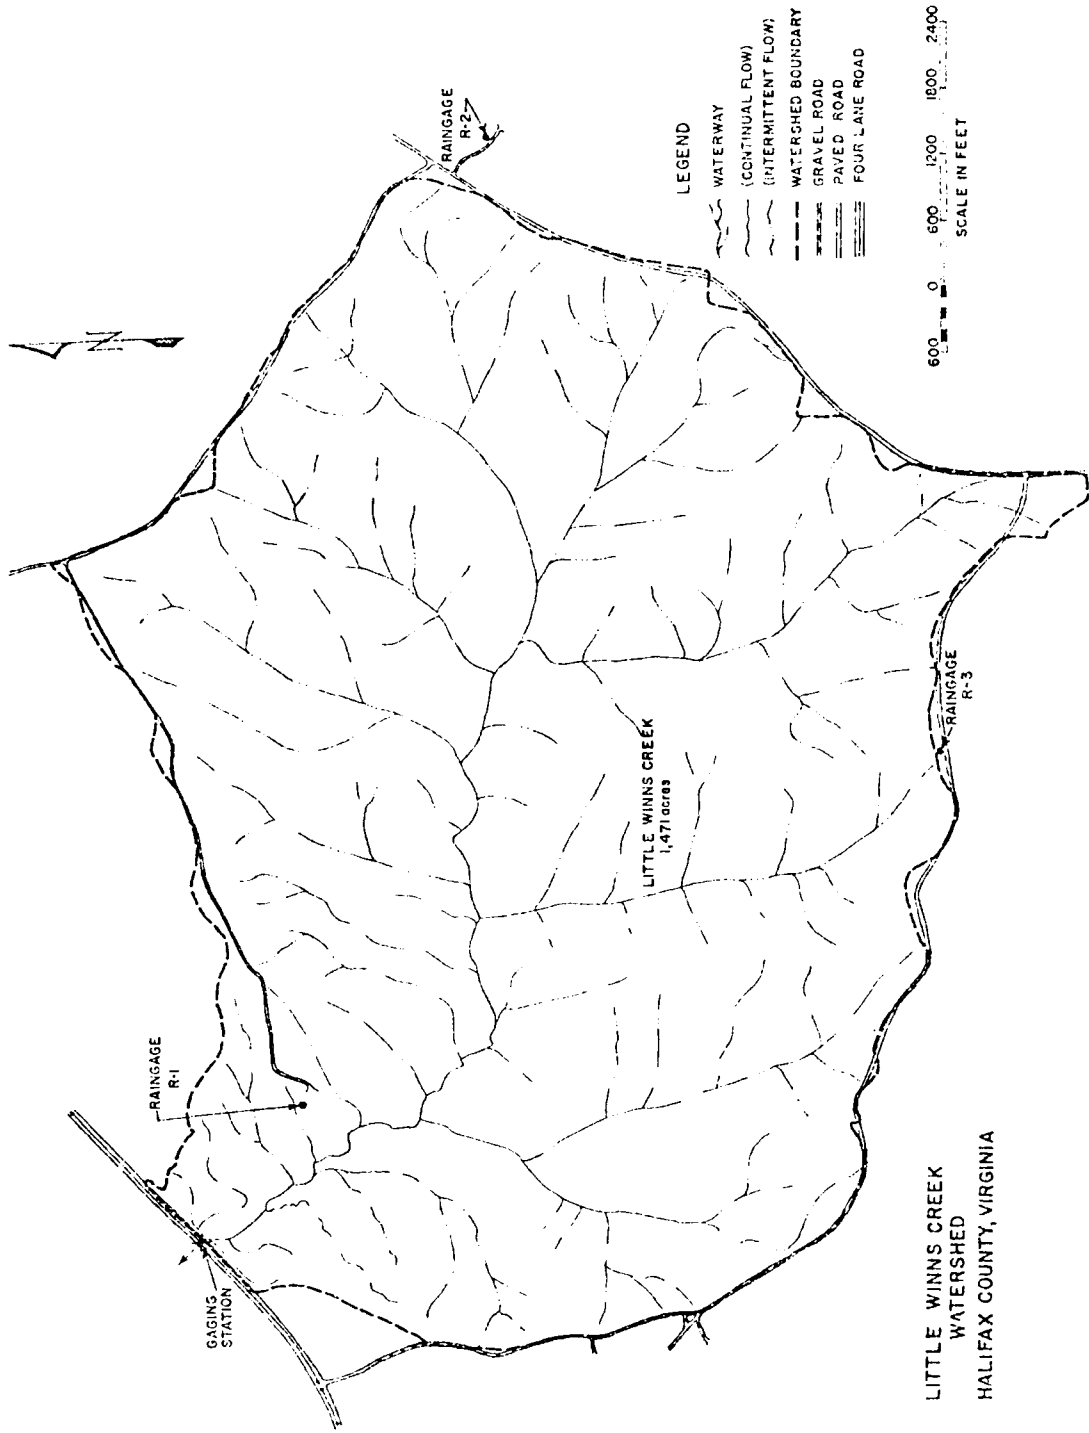 RAINGAGE
R-1
GAGING
STATION
N
RAINGAGE
R-2
LITTLE WINNS CREEK
1,471 acres
RAINGAGE
R-3
LEGEND
WATERWAY
(CONTINUAL FLOW)
(INTERMITTENT FLOW)
WATERSHED BOUNDARY
GRAVEL ROAD
PAVED ROAD
FOUR LANE ROAD
600 0 600 1200 1800 2400
SCALE IN FEET
LITTLE WINNS CREEK
WATERSHED
HALIFAX COUNTY, VIRGINIA